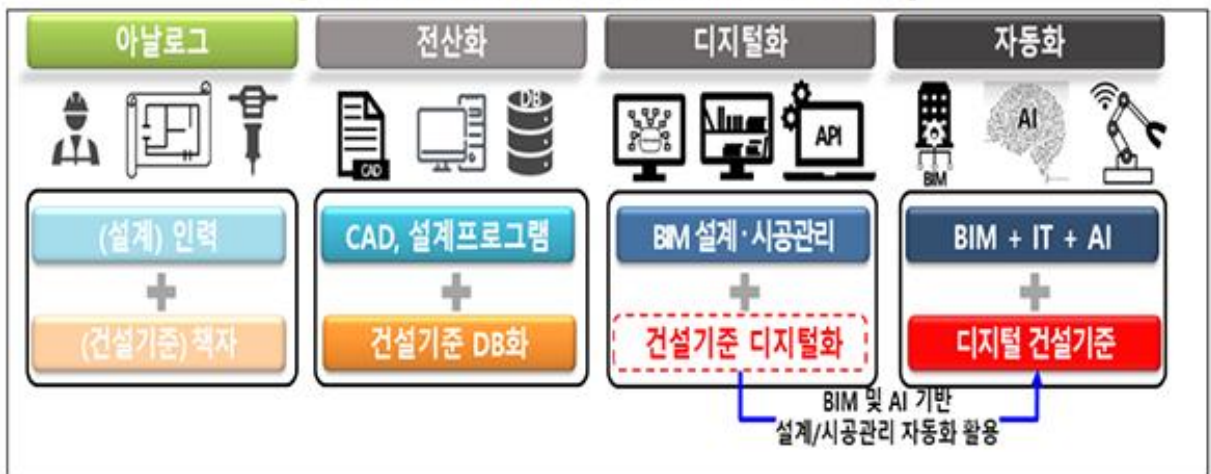 아날로그
전산화
디지털화
자동화
CAD
DB
API
BIM
AI
(설계) 인력
CAD, 설계프로그램
BIM 설계·시공관리
BIM + IT + AI
(건설기준) 책자
건설기준 DB화
건설기준 디지털화
디지털 건설기준
BIM 및 AI 기반
설계/시공관리 자동화 활용